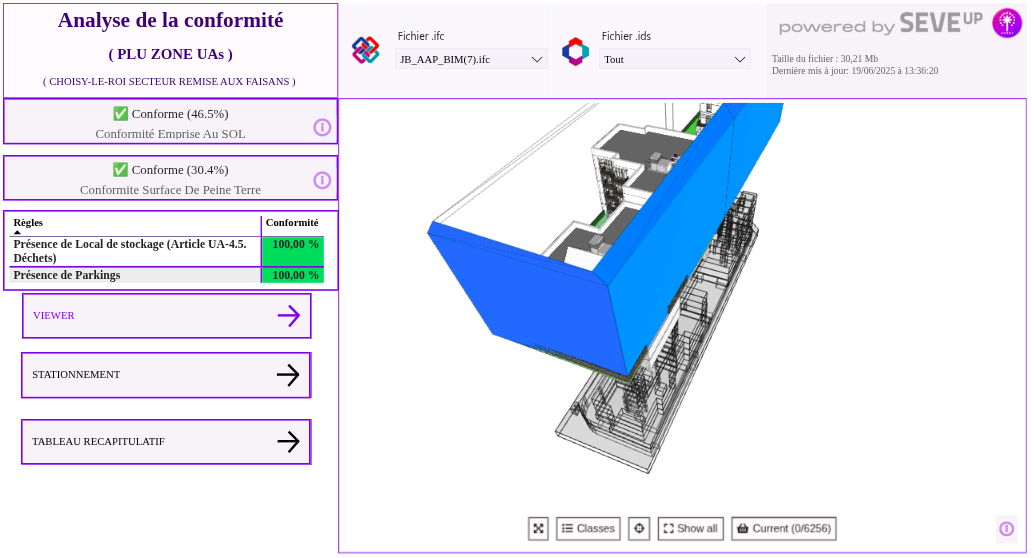 Analyse de la conformité
( PLU ZONE UAs )
( CHOISY-LE-ROI SECTEUR REMISE AUX FAISANS )
✅ Conforme (46.5%)
Conformité Emprise Au SOL
✅ Conforme (30.4%)
Conformite Surface De Peine Terre
Règles Conformité
Présence de Local de stockage (Article UA-4.5. 100,00 %
Déchets)
Présence de Parkings 100,00 %
VIEWER
STATIONNEMENT
TABLEAU RECAPITULATIF
Fichier .ifc
JB_AAP_BIM(7).ifc
Fichier .ids
Tout
powered by SEVE UP
Taille du fichier : 30,21 Mb
Dernière mis à jour: 19/06/2025 à 13:36:20
Classes
Show all
Current (0/6256)